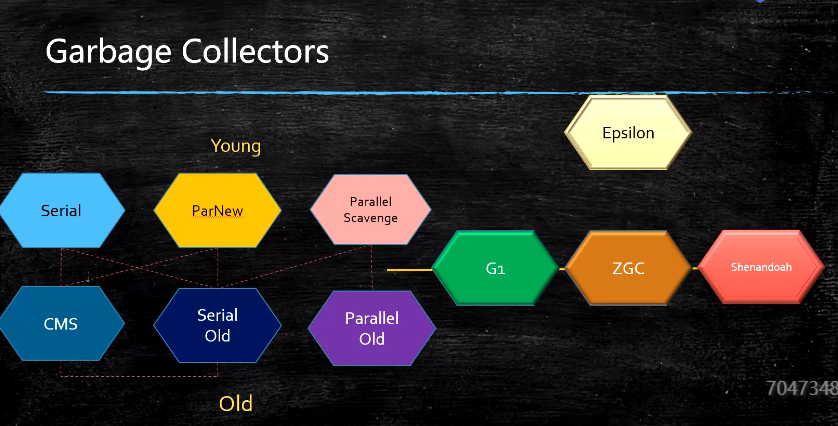 Garbage Collectors
Epsilon
Young
Serial
ParNew
Parallel
Scavenge
G1
ZGC
Shenandoah
CMS
Serial
Old
Parallel
Old
7047348
Old